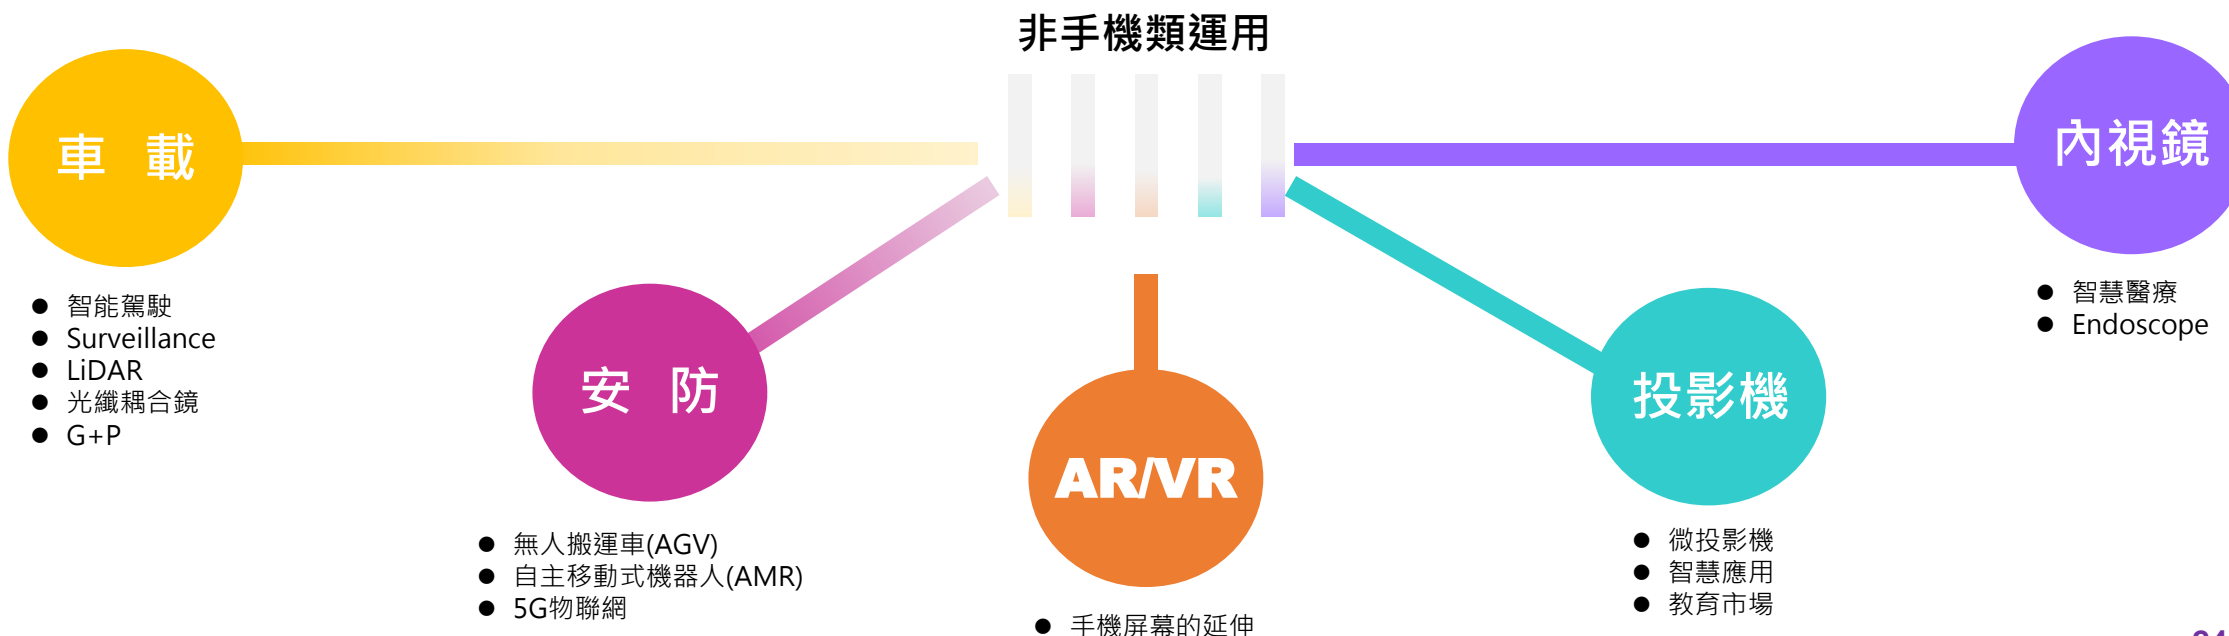 非手機類運用
車 載
智能駕駛
Surveillance
LiDAR
光纖耦合鏡
G+P
安 防
無人搬運車(AGV)
自主移動式機器人(AMR)
5G物聯網
AR/VR
手機屏幕的延伸
投影機
微投影機
智慧應用
教育市場
內視鏡
智慧醫療
Endoscope